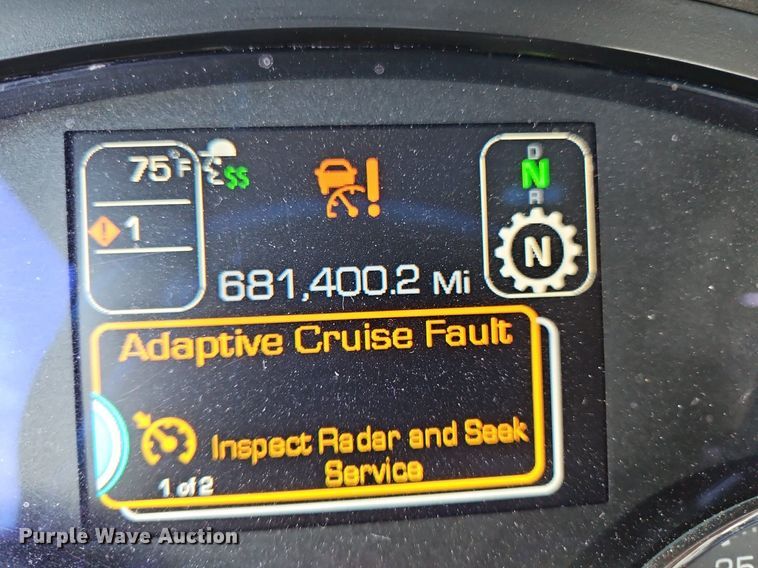 75°F
$$
D
N
R
1
N
681,400.2 Mi
Adaptive Cruise Fault
Inspect Radar and Seek
Service
1 of 2
Purple Wave Auction